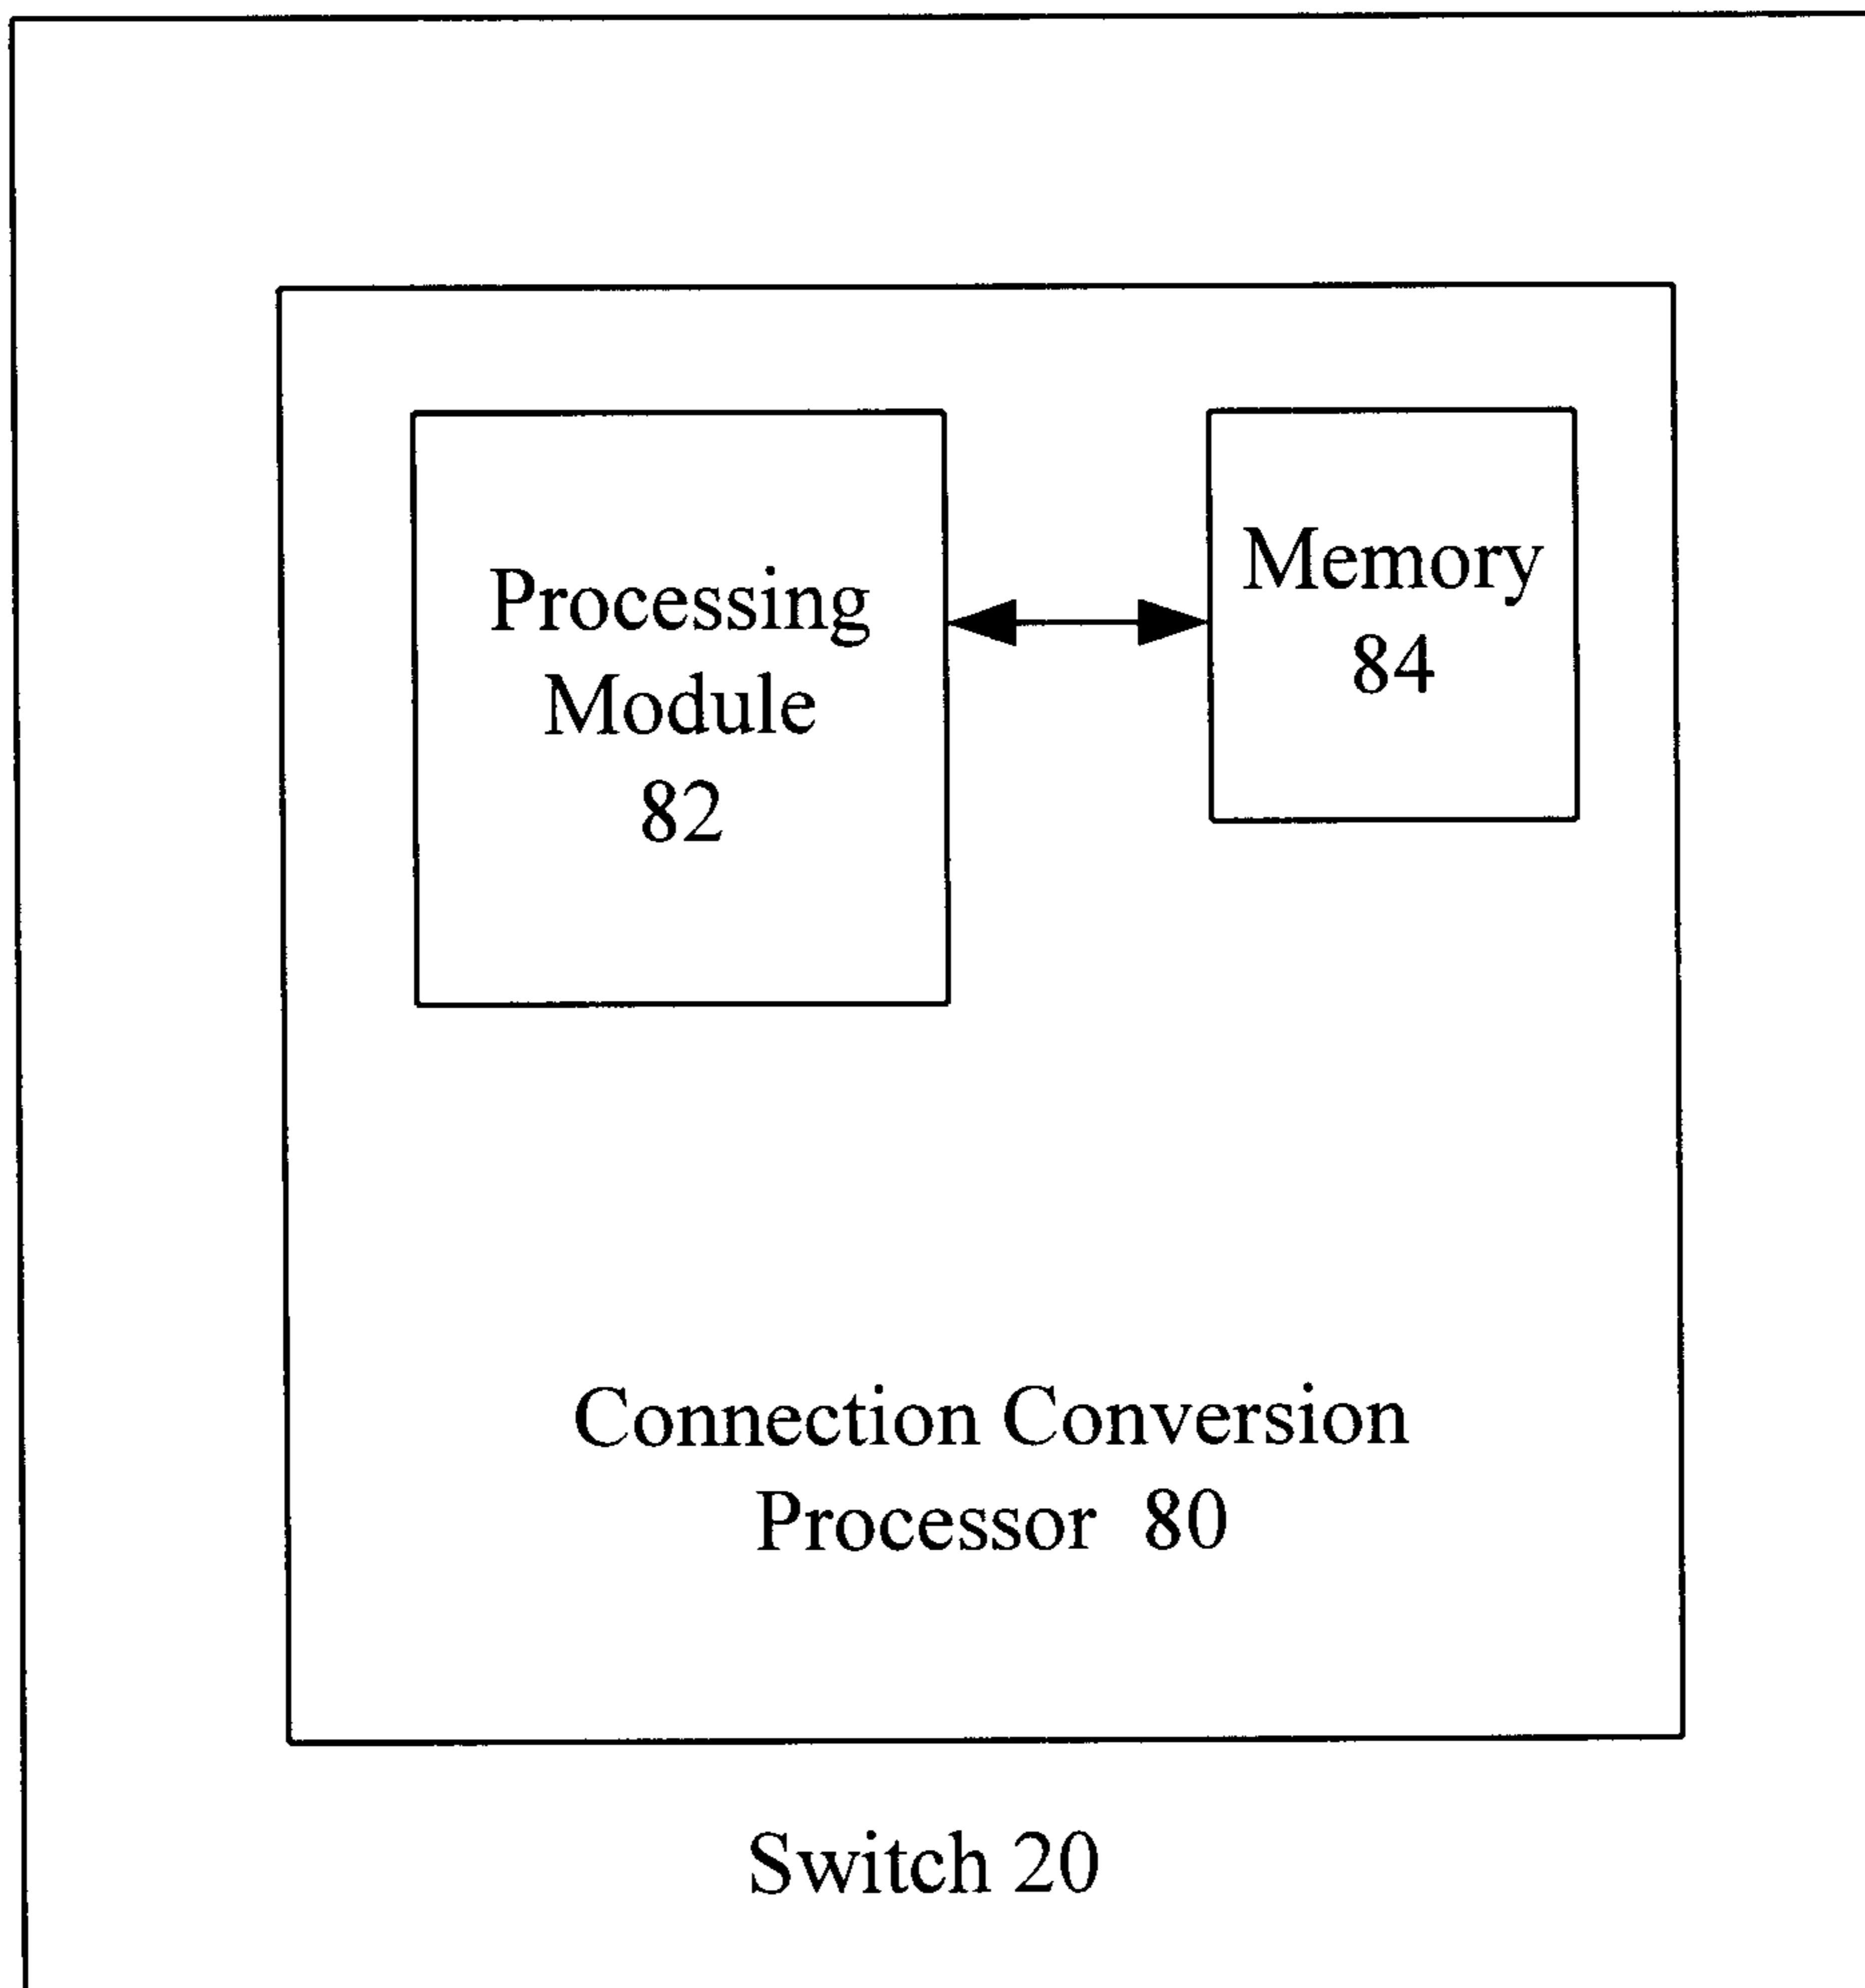 Processing
Module
82
Memory
84
Connection Conversion
Processor 80
Switch 20